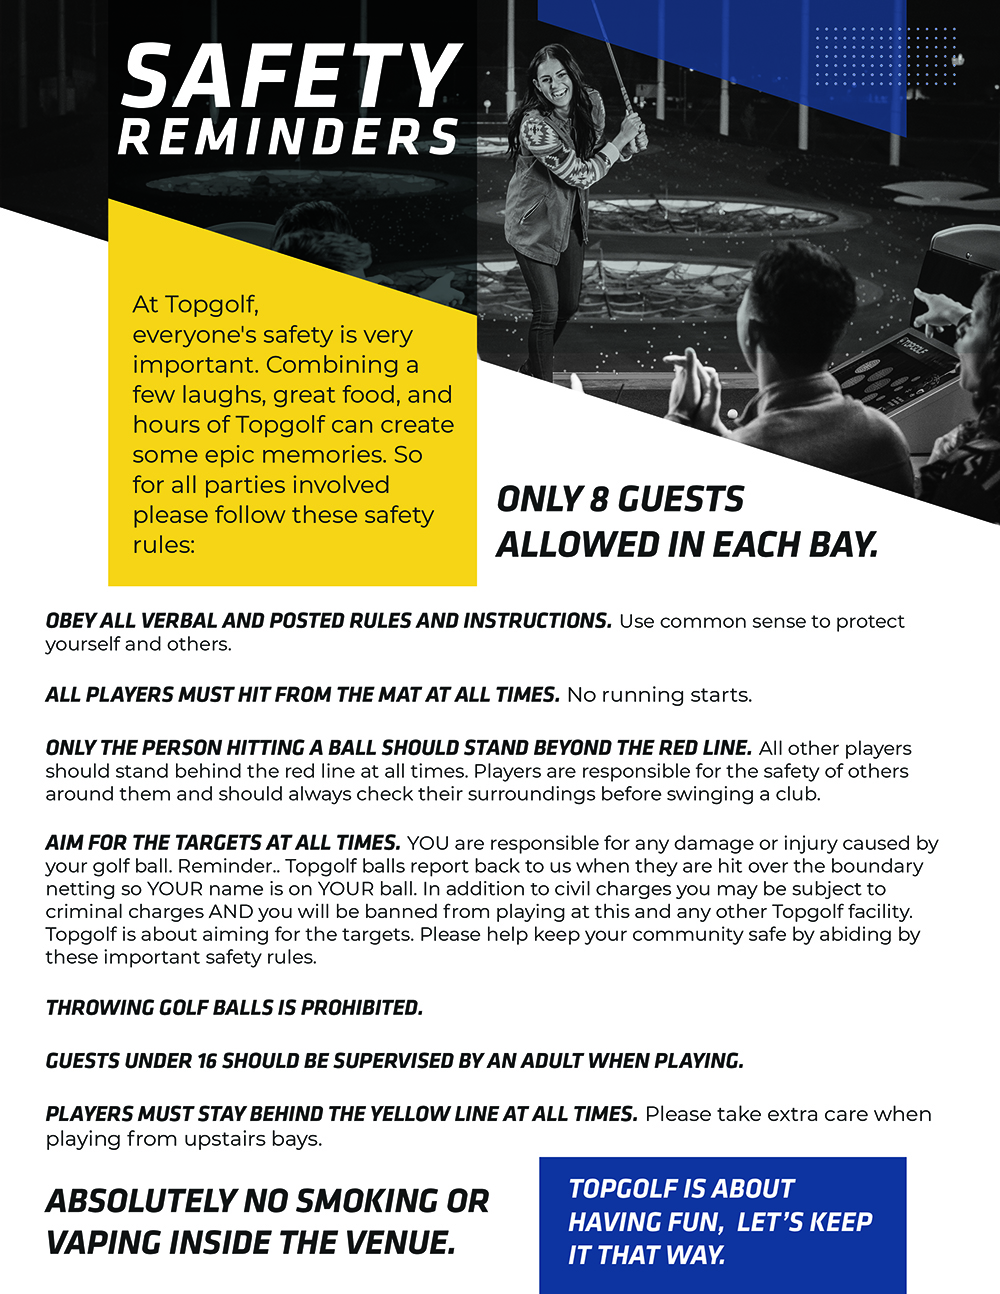 SAFETY
REMINDERS
At Topgolf,
everyone's safety is very
important. Combining a
few laughs, great food, and
hours of Topgolf can create
some epic memories. So
for all parties involved
please follow these safety
rules:
TOPGOLF
ONLY 8 GUESTS
ALLOWED IN EACH BAY.
OBEY ALL VERBAL AND POSTED RULES AND INSTRUCTIONS. Use common sense to protect
yourself and others.
ALL PLAYERS MUST HIT FROM THE MAT AT ALL TIMES. No running starts.
ONLY THE PERSON HITTING A BALL SHOULD STAND BEYOND THE RED LINE. All other players
should stand behind the red line at all times. Players are responsible for the safety of others
around them and should always check their surroundings before swinging a club.
AIM FOR THE TARGETS AT ALL TIMES. YOU are responsible for any damage or injury caused by
your golf ball. Reminder.. Topgolf balls report back to us when they are hit over the boundary
netting so YOUR name is on YOUR ball. In addition to civil charges you may be subject to
criminal charges AND you will be banned from playing at this and any other Topgolf facility.
Topgolf is about aiming for the targets. Please help keep your community safe by abiding by
these important safety rules.
THROWING GOLF BALLS IS PROHIBITED.
GUESTS UNDER 16 SHOULD BE SUPERVISED BY AN ADULT WHEN PLAYING.
PLAYERS MUST STAY BEHIND THE YELLOW LINE AT ALL TIMES. Please take extra care when
playing from upstairs bays.
ABSOLUTELY NO SMOKING OR
VAPING INSIDE THE VENUE.
TOPGOLF IS ABOUT
HAVING FUN, LET'S KEEP
IT THAT WAY.